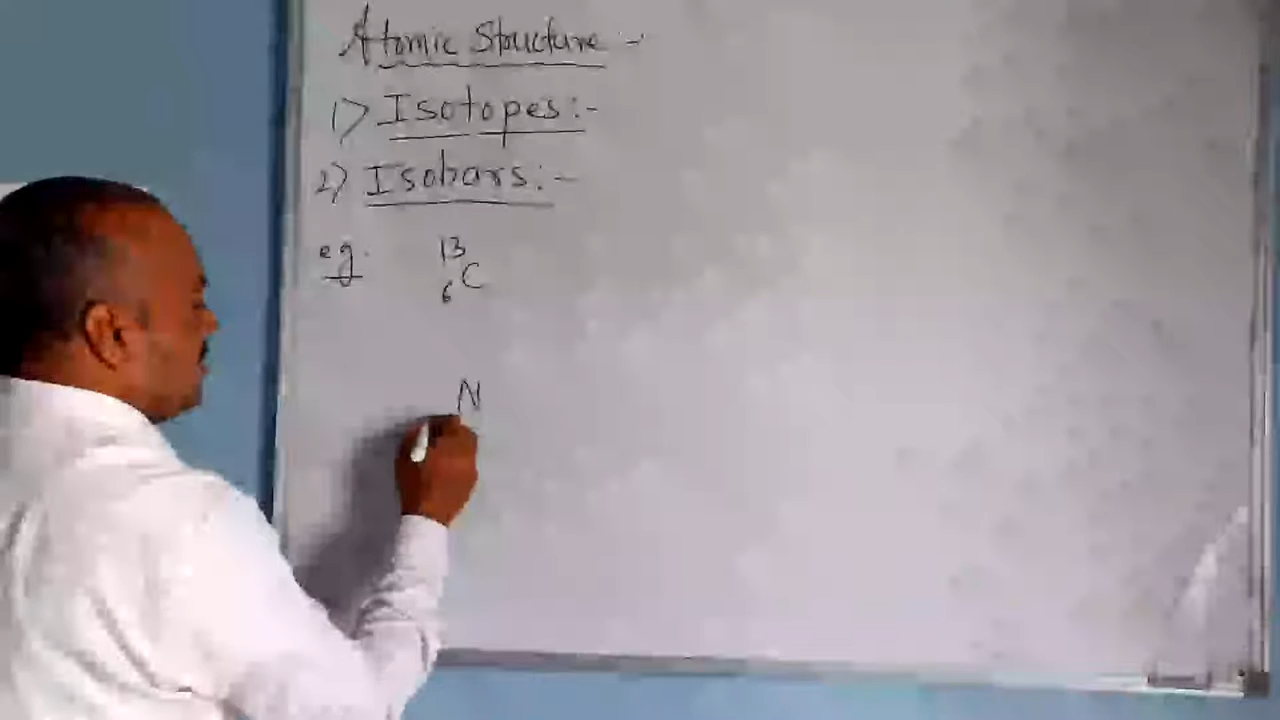 Atomic Structure :-
1) Isotopes:-
2) Isobars:-
eg. 13
6 C
N